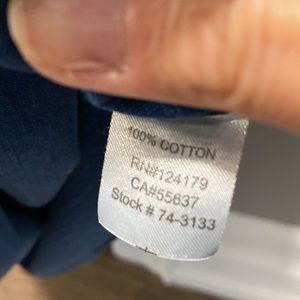 100% COTTON
RN#124179
CA#55637
Stock # 74-3133